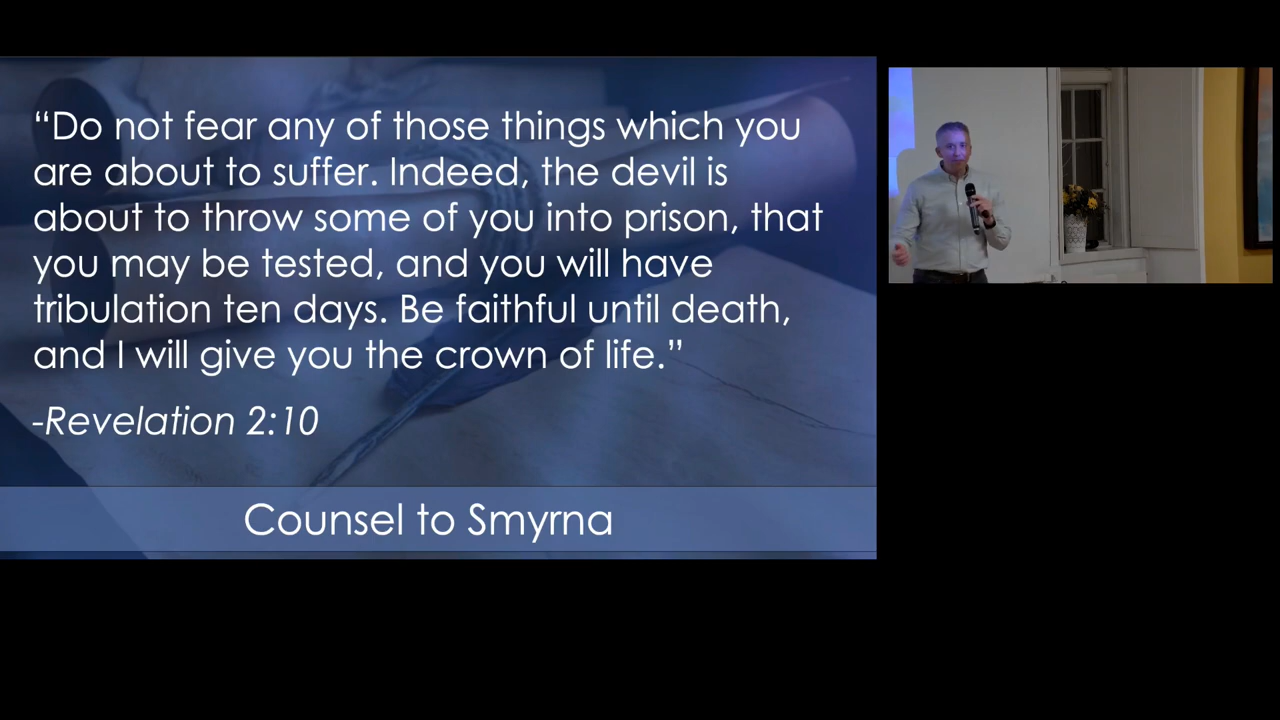 “Do not fear any of those things which you
are about to suffer. Indeed, the devil is
about to throw some of you into prison, that
you may be tested, and you will have
tribulation ten days. Be faithful until death,
and I will give you the crown of life.”
-Revelation 2:10
Counsel to Smyrna